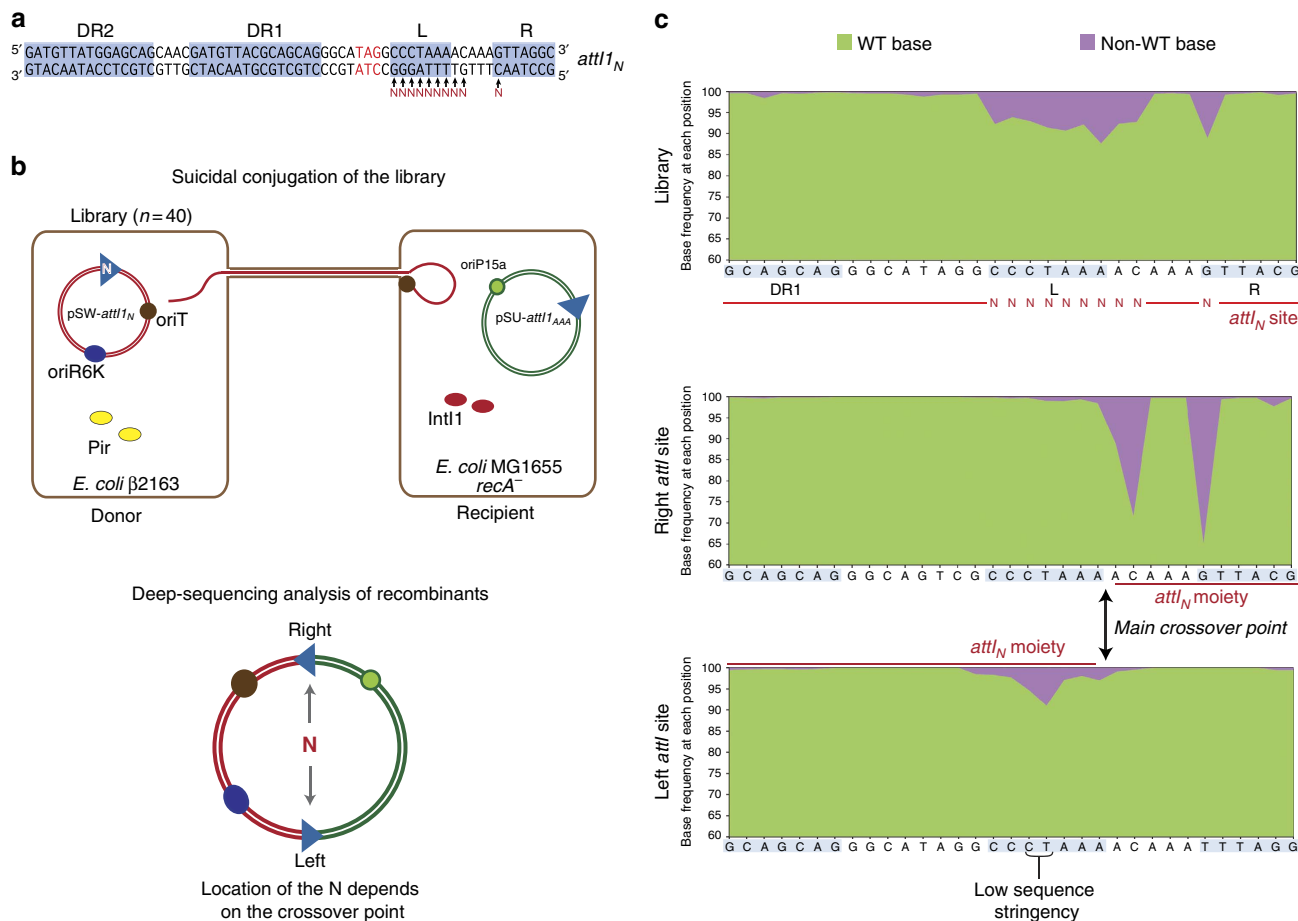 a
DR2 DR1 L R
5′ GATGTTATGGAGCAGCAACGATGTTACGCAGCAGGGCATAGGCCCTAAAACAAAGTTAGGC 3′
3′ GTACAATACCTCGTCGTTGCTACAATGCGTCGTCCCGTATCCGGGATTTTGTTTCAATCCG 5′
attI1N
NNNNNNNNN N
b
Suicidal conjugation of the library
Library (n = 40)
N
pSW-attI1N
oriT
oriR6K
Pir
E. coli β2163
Donor
oriP15a
pSU-attI1AAA
IntI1
E. coli MG1655
recA−
Recipient
Deep-sequencing analysis of recombinants
Right
N
Left
Location of the N depends
on the crossover point
c
WT base Non-WT base
Library
Base frequency at each position
100
95
90
85
80
75
70
65
60
G C A G C A G G G C A T A G G C C C T A A A A C A A A G T T A C G
DR1 L R
N N N N N N N N N N
attIN site
Right attI site
Base frequency at each position
100
95
90
85
80
75
70
65
60
G C A G C A G G G C A G T C G C C C T A A A A C A A A G T T A C G
attIN moiety
Main crossover point
attIN moiety
Left attI site
Base frequency at each position
100
95
90
85
80
75
70
65
60
G C A G C A G G G C A T A G G C C C T A A A A C A A A T T T A G G
Low sequence
stringency